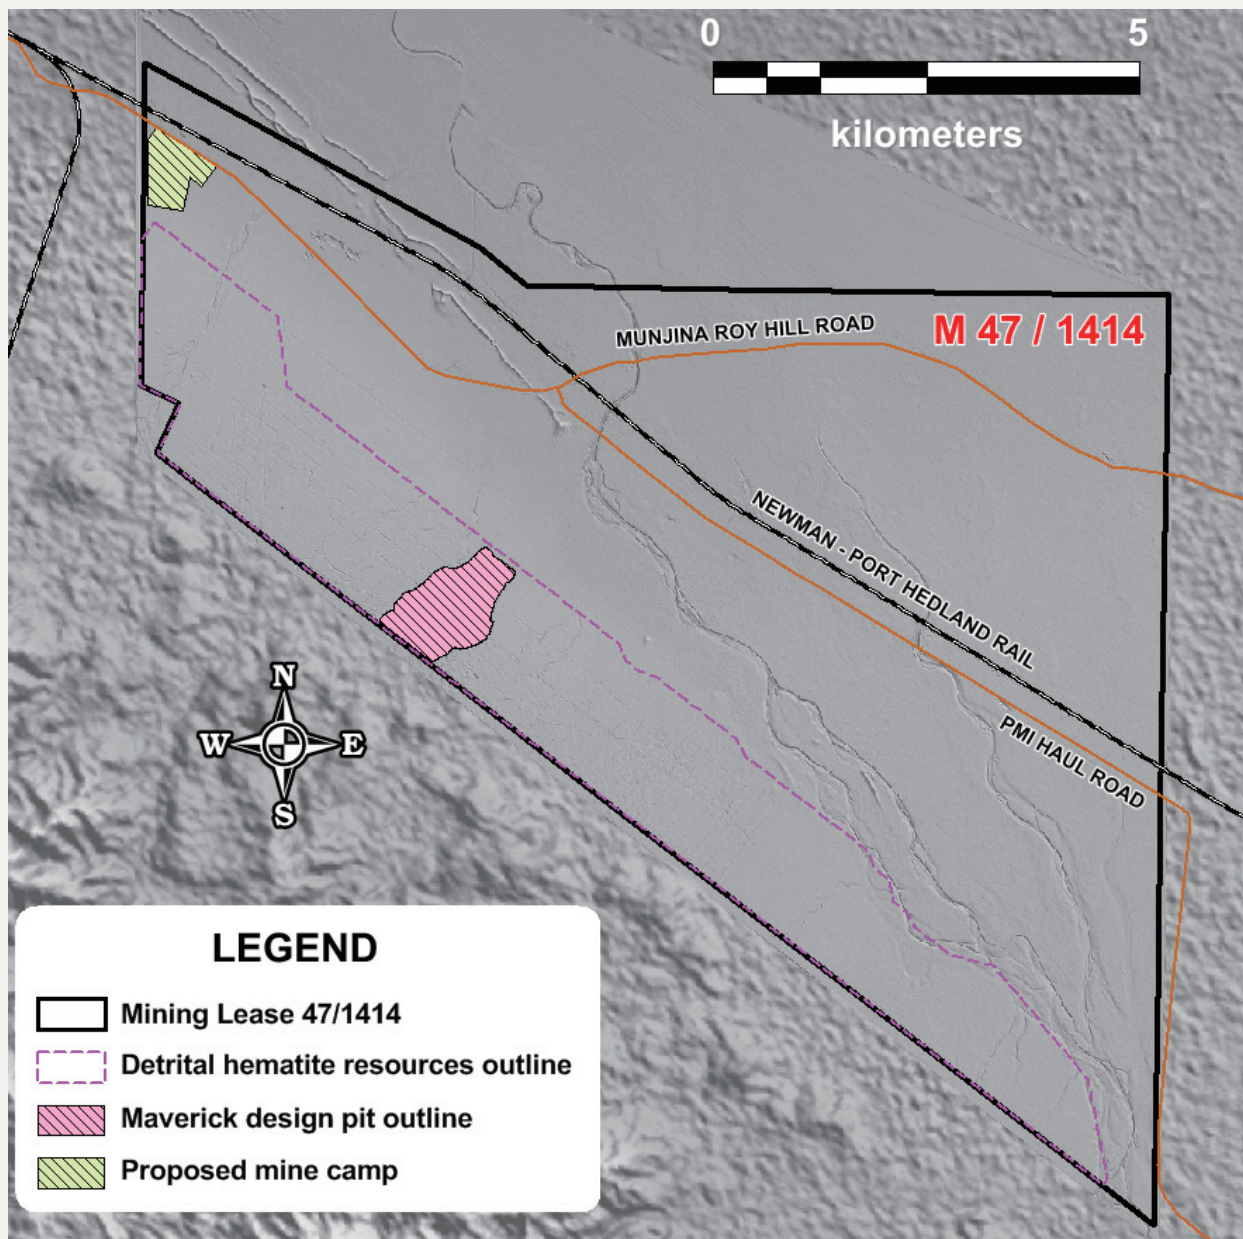 0 5
kilometers
MUNJINA ROY HILL ROAD
M 47 / 1414
NEWMAN - PORT HEDLAND RAIL
PMI HAUL ROAD
N
W E
S
LEGEND
Mining Lease 47/1414
Detrital hematite resources outline
Maverick design pit outline
Proposed mine camp